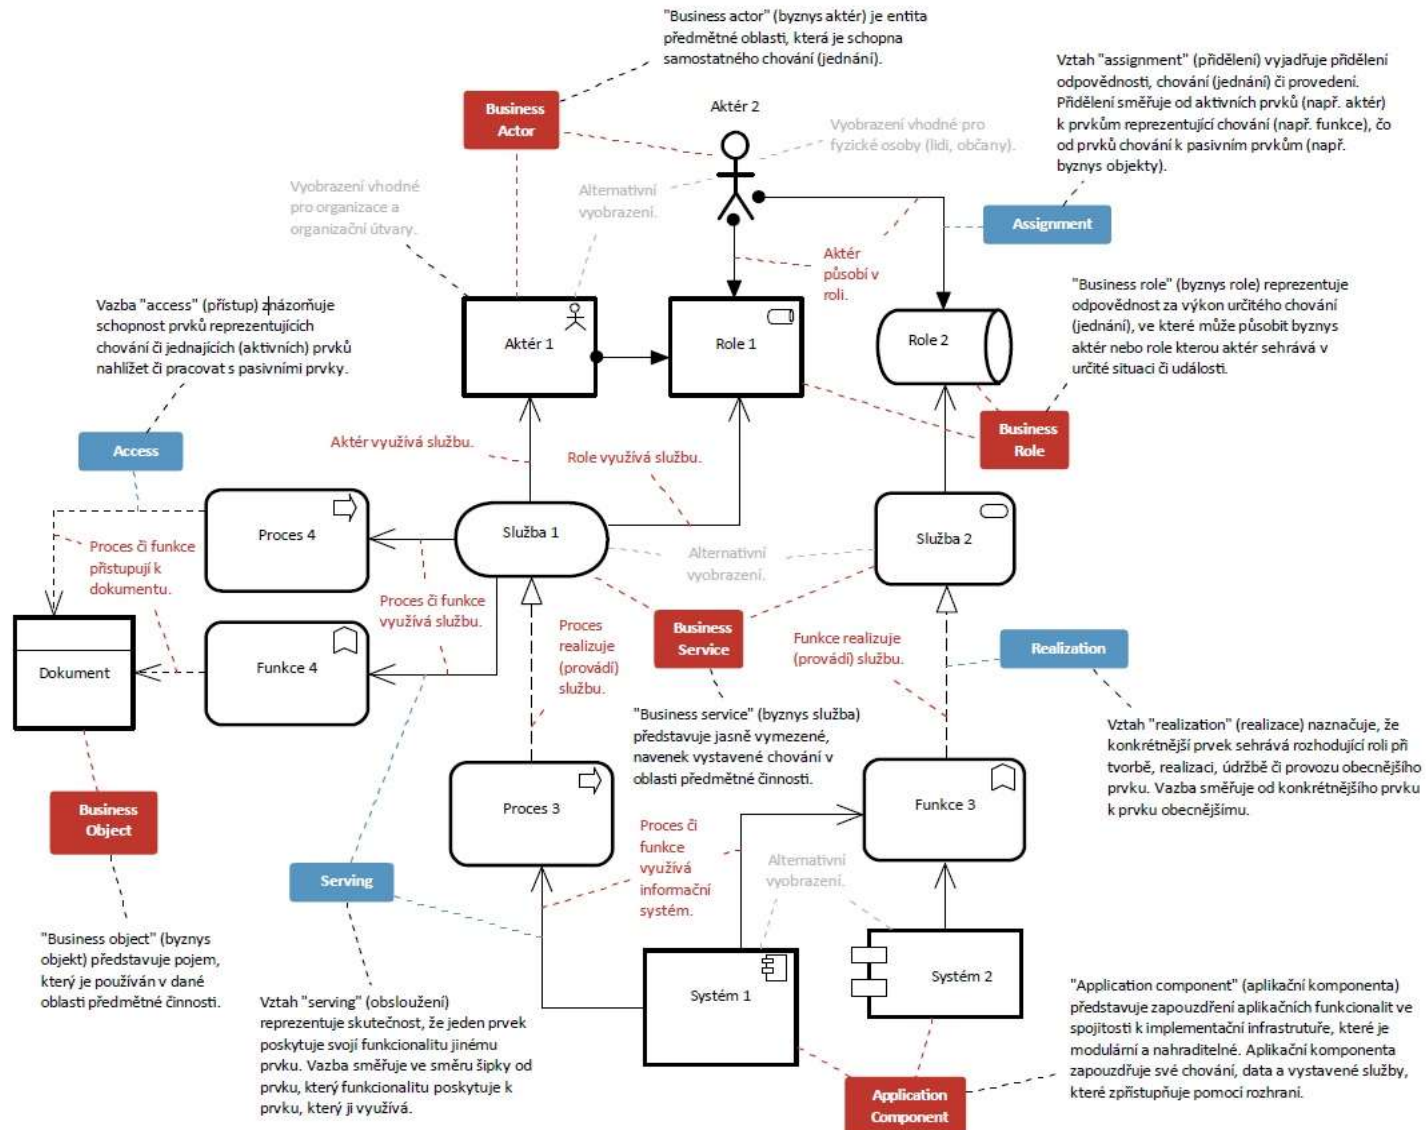 "Business actor" (byznys aktér) je entita
předmětné oblasti, která je schopna
samostatného chování (jednání).
Vztah "assignment" (přidělení) vyjadřuje přidělení
odpovědnosti, chování (jednání) či provedení.
Přidělení směřuje od aktivních prvků (např. aktér)
k prvkům reprezentující chování (např. funkce), čo
od prvků chování k pasivním prvkům (např.
byznys objekty).
Business
Actor
Aktér 2
Vyobrazení vhodné pro
fyzické osoby (lidi, občany).
Vyobrazení vhodné
pro organizace a
organizační útvary.
Alternativní
vyobrazení.
Assignment
Aktér
působí v
roli.
"Business role" (byznys role) reprezentuje
odpovědnost za výkon určitého chování
(jednání), ve které může působit byznys
aktér nebo role kterou aktér sehrává v
určité situaci či události.
Vazba "access" (přístup) znázorňuje
schopnost prvků reprezentujících
chování či jednajících (aktivních) prvků
nahlížet či pracovat s pasivními prvky.
Aktér 1
Role 1
Role 2
Business
Role
Access
Aktér využívá službu.
Role využívá službu.
Proces 4
Služba 1
Služba 2
Alternativní
vyobrazení.
Proces či funkce
přistupují k
dokumentu.
Proces či funkce
využívá službu.
Dokument
Funkce 4
Proces
realizuje
(provádí)
službu.
Business
Service
Funkce realizuje
(provádí) službu.
Realization
"Business service" (byznys služba)
představuje jasně vymezené,
navenek vystavené chování v
oblasti předmětné činnosti.
Vztah "realization" (realizace) naznačuje, že
konkrétnější prvek sehrává rozhodující roli při
tvorbě, realizaci, údržbě či provozu obecnějšího
prvku. Vazba směřuje od konkrétnějšího prvku
k prvku obecnějšímu.
Business
Object
Proces 3
Funkce 3
Proces či
funkce
využívá
informační
systém.
Alternativní
vyobrazení.
Serving
"Business object" (byznys
objekt) představuje pojem,
který je používán v dané
oblasti předmětné činnosti.
Systém 1
Systém 2
Vztah "serving" (obsloužení)
reprezentuje skutečnost, že jeden prvek
poskytuje svojí funkcionalitu jinému
prvku. Vazba směřuje ve směru šipky od
prvku, který funkcionalitu poskytuje k
prvku, který ji využívá.
"Application component" (aplikační komponenta)
představuje zapouzdření aplikačních funkcionalit ve
spojitosti k implementační infrastrutuře, které je
modulární a nahraditelné. Aplikační komponenta
zapouzdřuje své chování, data a vystavené služby,
které zpřístupňuje pomocí rozhraní.
Application
Component